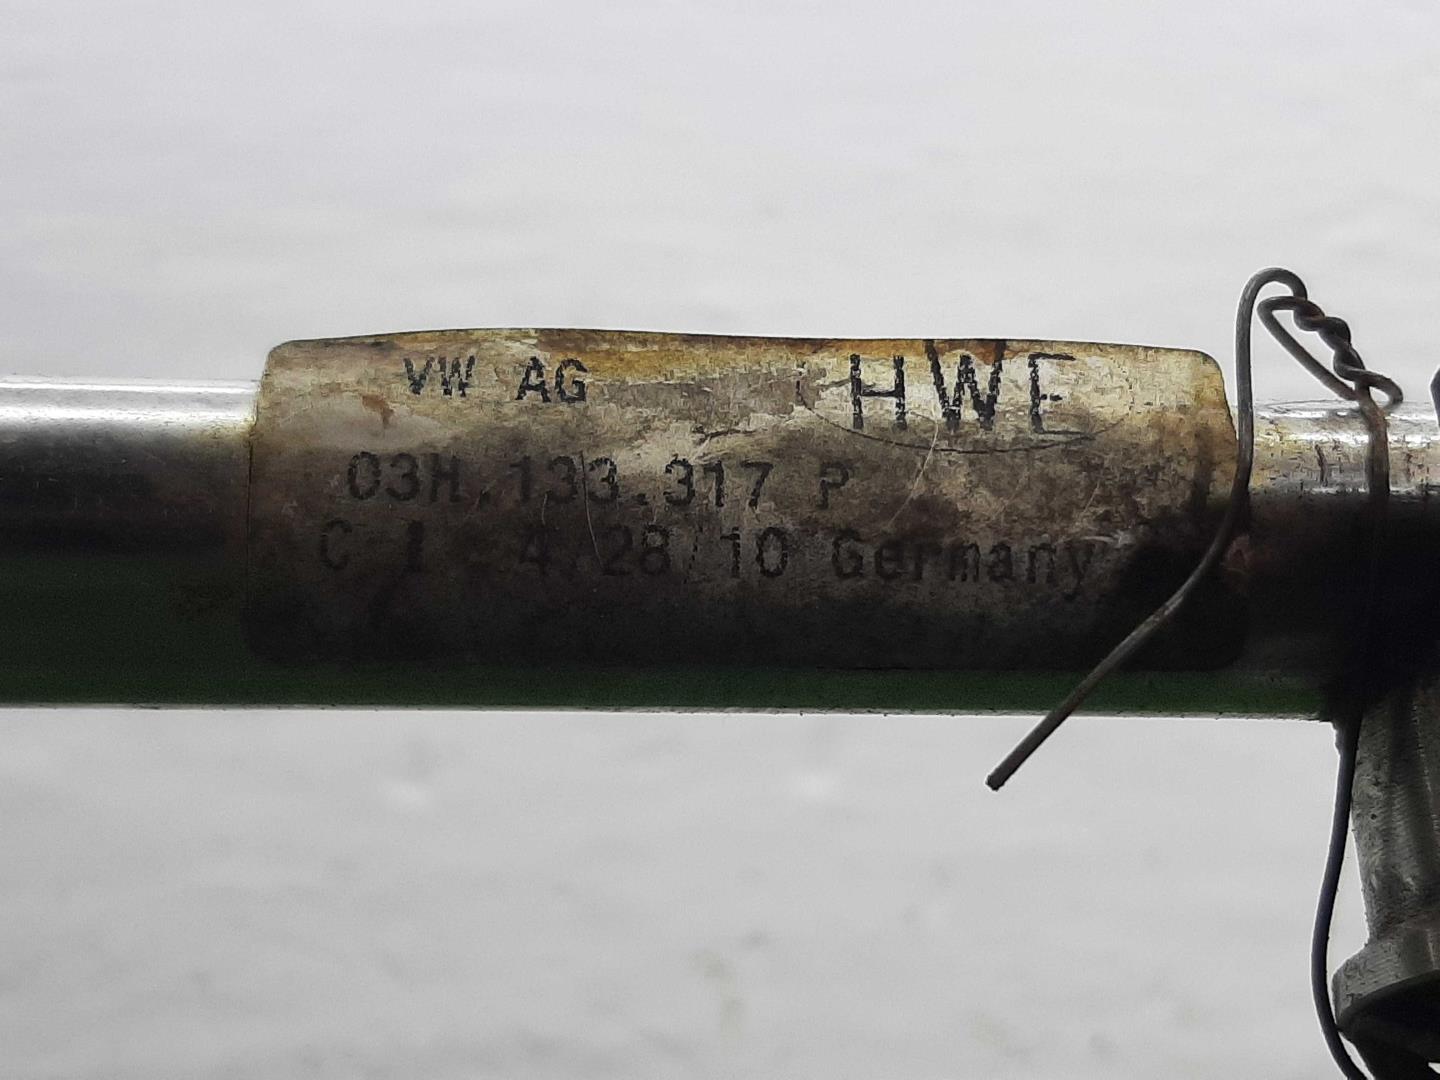 VW AG HWE
03H.133.317 P
C 1 4/28/10 Germany